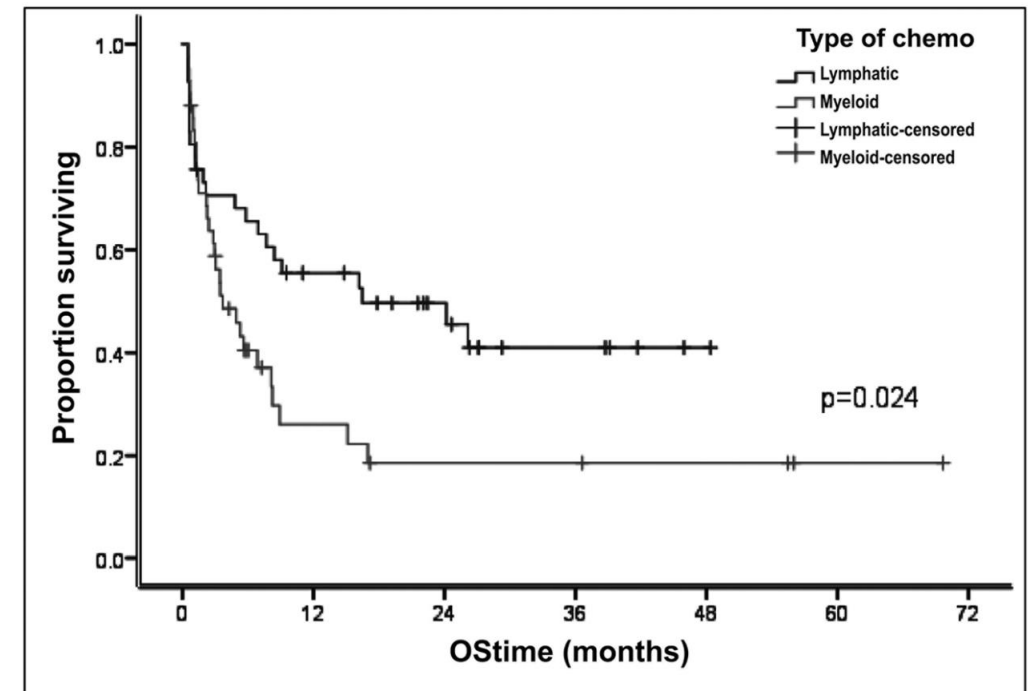 Type of chemo
Lymphatic
Myeloid
Lymphatic-censored
Myeloid-censored
Proportion surviving
1.0
0.8
0.6
0.4
0.2
0.0
p=0.024
0 12 24 36 48 60 72
OStime (months)